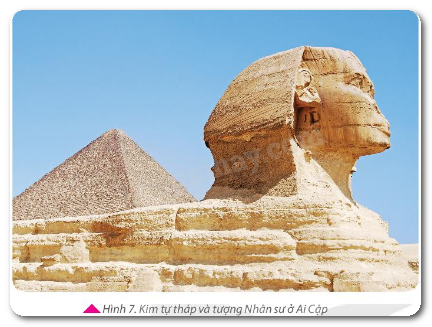 Hình 7. Kim tự tháp và tượng Nhân sư ở Ai Cập